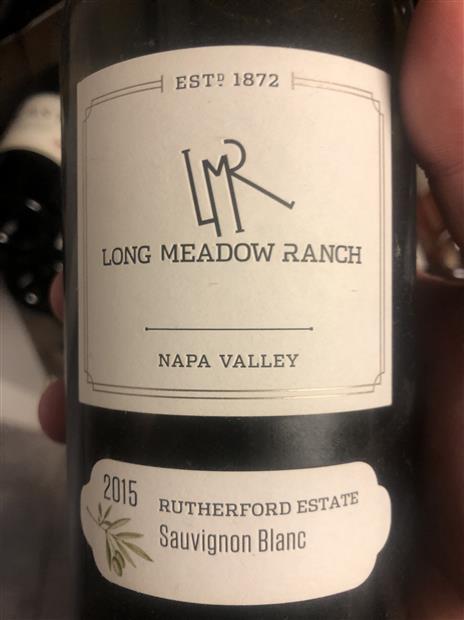 ESTD 1872
LMR
LONG MEADOW RANCH
NAPA VALLEY
2015
RUTHERFORD ESTATE
Sauvignon Blanc